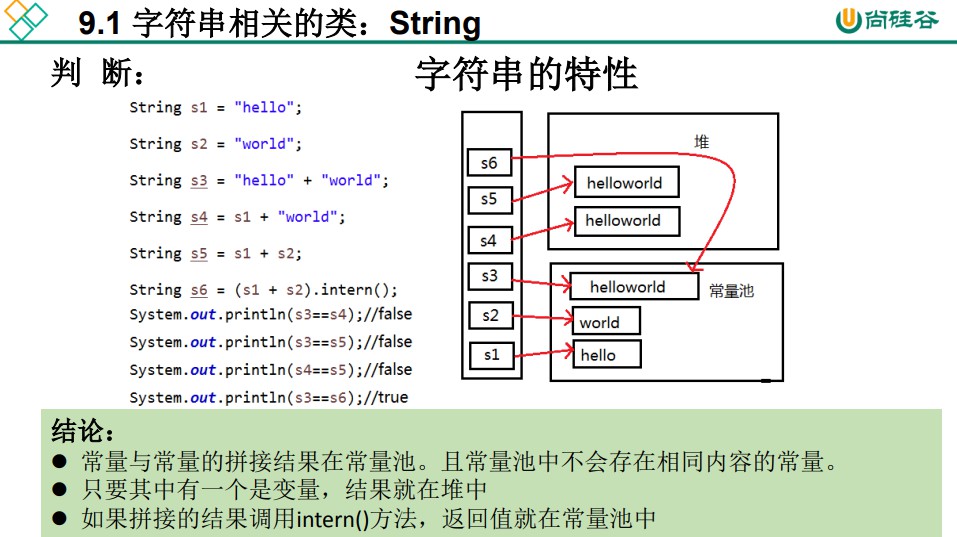 9.1 字符串相关的类：String
尚硅谷
判 断：
字符串的特性
String s1 = "hello";
String s2 = "world";
String s3 = "hello" + "world";
String s4 = s1 + "world";
String s5 = s1 + s2;
String s6 = (s1 + s2).intern();
System.out.println(s3==s4);//false
System.out.println(s3==s5);//false
System.out.println(s4==s5);//false
System.out.println(s3==s6);//true
s6
s5
s4
s3
s2
s1
堆
helloworld
helloworld
helloworld
常量池
world
hello
结论：
● 常量与常量的拼接结果在常量池。且常量池中不会存在相同内容的常量。
● 只要其中有一个是变量，结果就在堆中
● 如果拼接的结果调用intern()方法，返回值就在常量池中